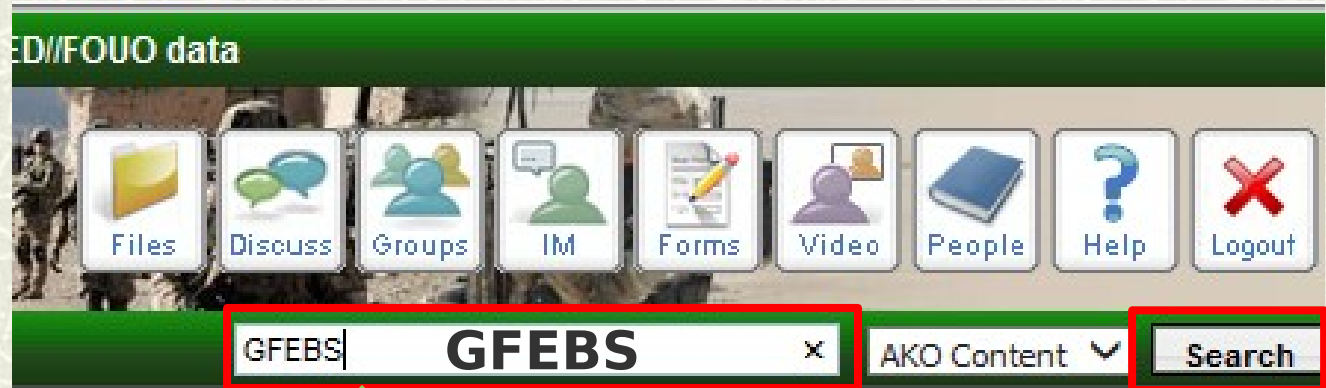 ED//FOUO data
Files Discuss Groups IM Forms Video People Help Logout
GFEBS GFEBS × AKO Content Search